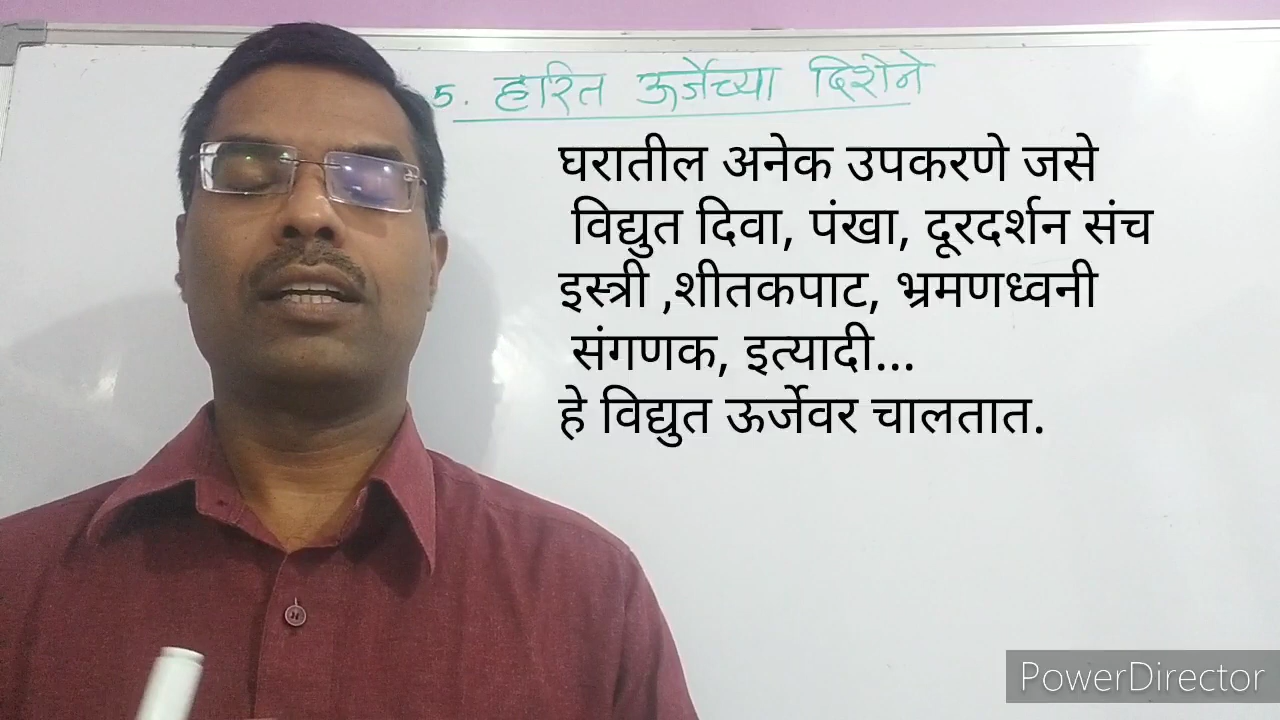 5. हरित ऊर्जेच्या दिशेने
घरातील अनेक उपकरणे जसे
विद्युत दिवा, पंखा, दूरदर्शन संच
इस्त्री ,शीतकपाट, भ्रमणध्वनी
संगणक, इत्यादी...
हे विद्युत ऊर्जेवर चालतात.
PowerDirector